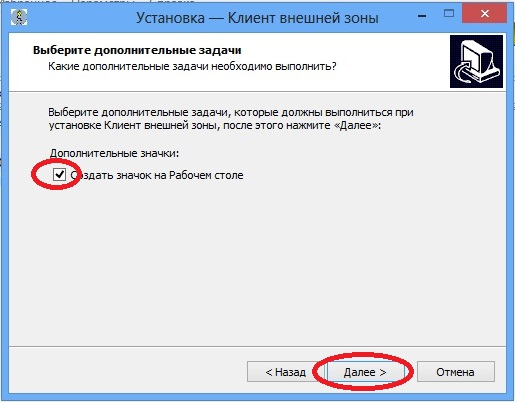 Установка — Клиент внешней зоны
Выберите дополнительные задачи
Какие дополнительные задачи необходимо выполнить?
Выберите дополнительные задачи, которые должны выполниться при
установке Клиент внешней зоны, после этого нажмите «Далее»:
Дополнительные значки:
Создать значок на Рабочем столе
< Назад
Далее >
Отмена